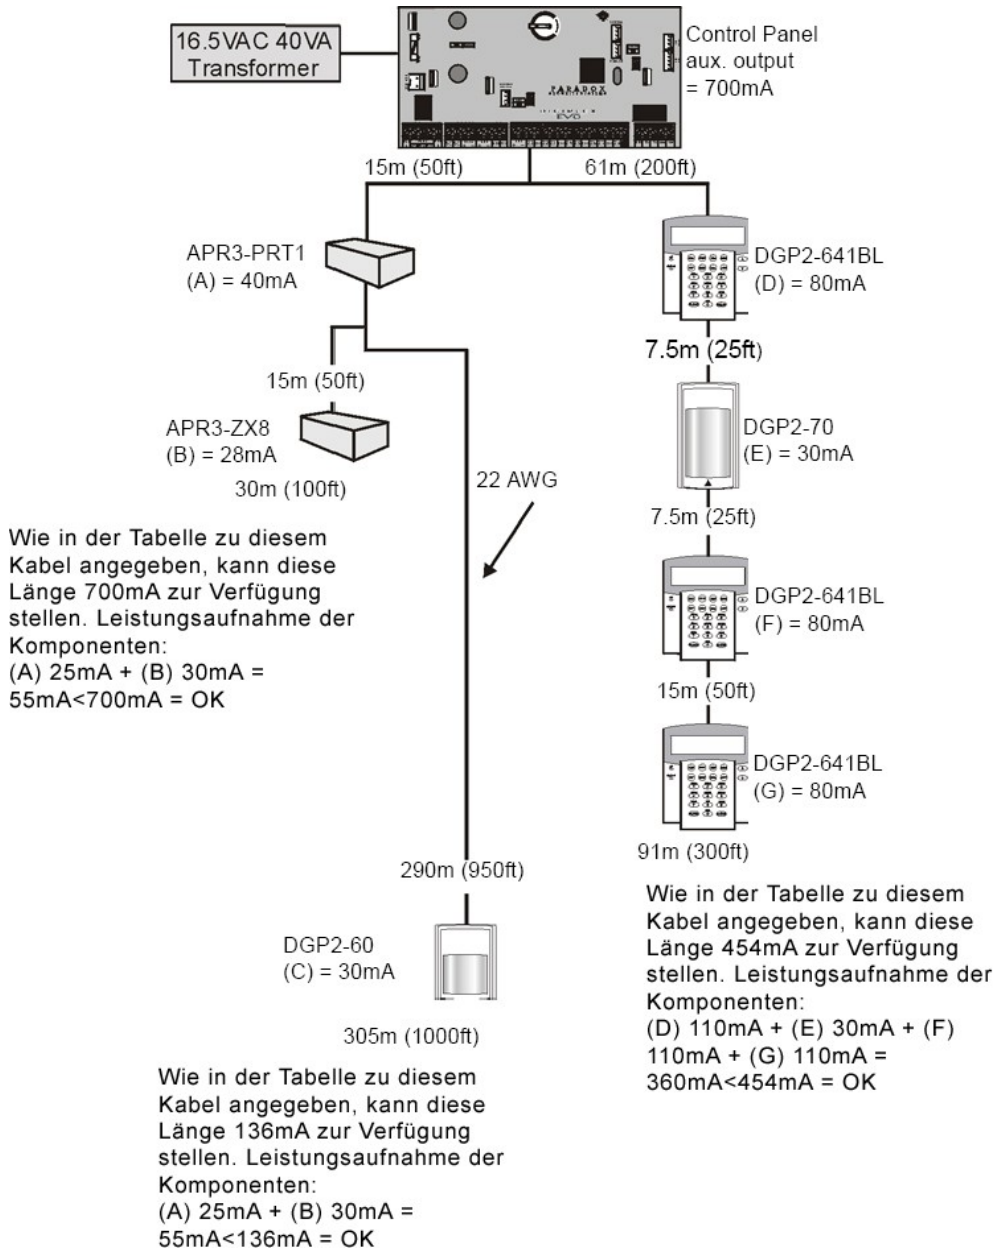 16.5VAC 40VA
Transformer
PARADOX
EVO
Control Panel
aux. output
= 700mA
15m (50ft)
61m (200ft)
APR3-PRT1
(A) = 40mA
DGP2-641BL
(D) = 80mA
7.5m (25ft)
15m (50ft)
APR3-ZX8
(B) = 28mA
30m (100ft)
DGP2-70
(E) = 30mA
22 AWG
7.5m (25ft)
Wie in der Tabelle zu diesem
Kabel angegeben, kann diese
Länge 700mA zur Verfügung
stellen. Leistungsaufnahme der
Komponenten:
(A) 25mA + (B) 30mA =
55mA<700mA = OK
DGP2-641BL
(F) = 80mA
15m (50ft)
DGP2-641BL
(G) = 80mA
91m (300ft)
290m (950ft)
DGP2-60
(C) = 30mA
305m (1000ft)
Wie in der Tabelle zu diesem
Kabel angegeben, kann diese
Länge 454mA zur Verfügung
stellen. Leistungsaufnahme der
Komponenten:
(D) 110mA + (E) 30mA + (F)
110mA + (G) 110mA =
360mA<454mA = OK
Wie in der Tabelle zu diesem
Kabel angegeben, kann diese
Länge 136mA zur Verfügung
stellen. Leistungsaufnahme der
Komponenten:
(A) 25mA + (B) 30mA =
55mA<136mA = OK